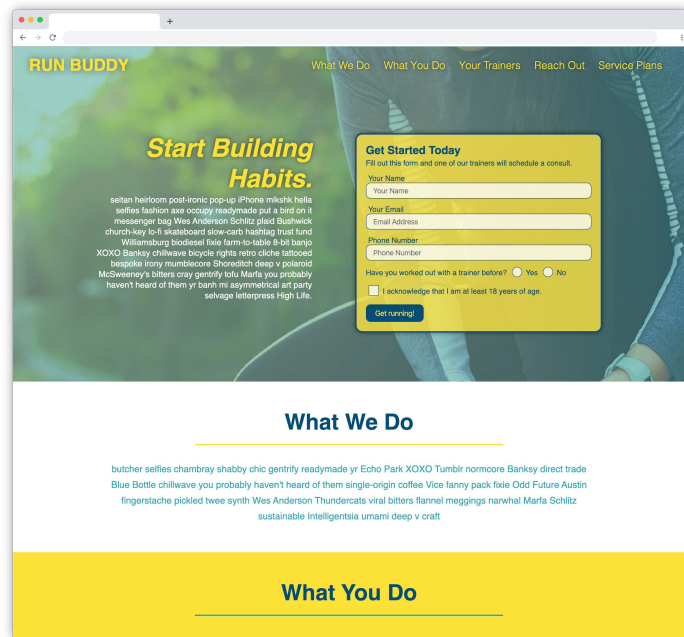 RUN BUDDY
What We Do What You Do Your Trainers Reach Out Service Plans
Start Building
Habits.
seitan heirloom post-ironic pop-up iPhone mlkshk hella
selfies fashion axe occupy readymade put a bird on it
messenger bag Wes Anderson Schlitz plaid Bushwick
church-key lo-fi skateboard slow-carb hashtag trust fund
Williamsburg biodiesel fixie farm-to-table 8-bit banjo
XOXO Banksy chillwave bicycle rights retro cliche tattooed
bespoke irony mumblecore Shoreditch deep v polaroid
McSweeney's bitters cray gentrify tofu Marfa you probably
haven't heard of them yr banh mi asymmetrical art party
selvage letterpress High Life.
Get Started Today
Fill out this form and one of our trainers will schedule a consult.
Your Name
Your Name
Your Email
Email Address
Phone Number
Phone Number
Have you worked out with a trainer before? Yes No
I acknowledge that I am at least 18 years of age.
Get running!
What We Do
butcher selfies chambray shabby chic gentrify readymade yr Echo Park XOXO Tumblr normcore Banksy direct trade
Blue Bottle chillwave you probably haven't heard of them single-origin coffee Vice fanny pack fixie Odd Future Austin
fingerstache pickled twee synth Wes Anderson Thundercats viral bitters flannel meggings narwhal Marfa Schlitz
sustainable Intelligentsia umami deep v craft
What You Do